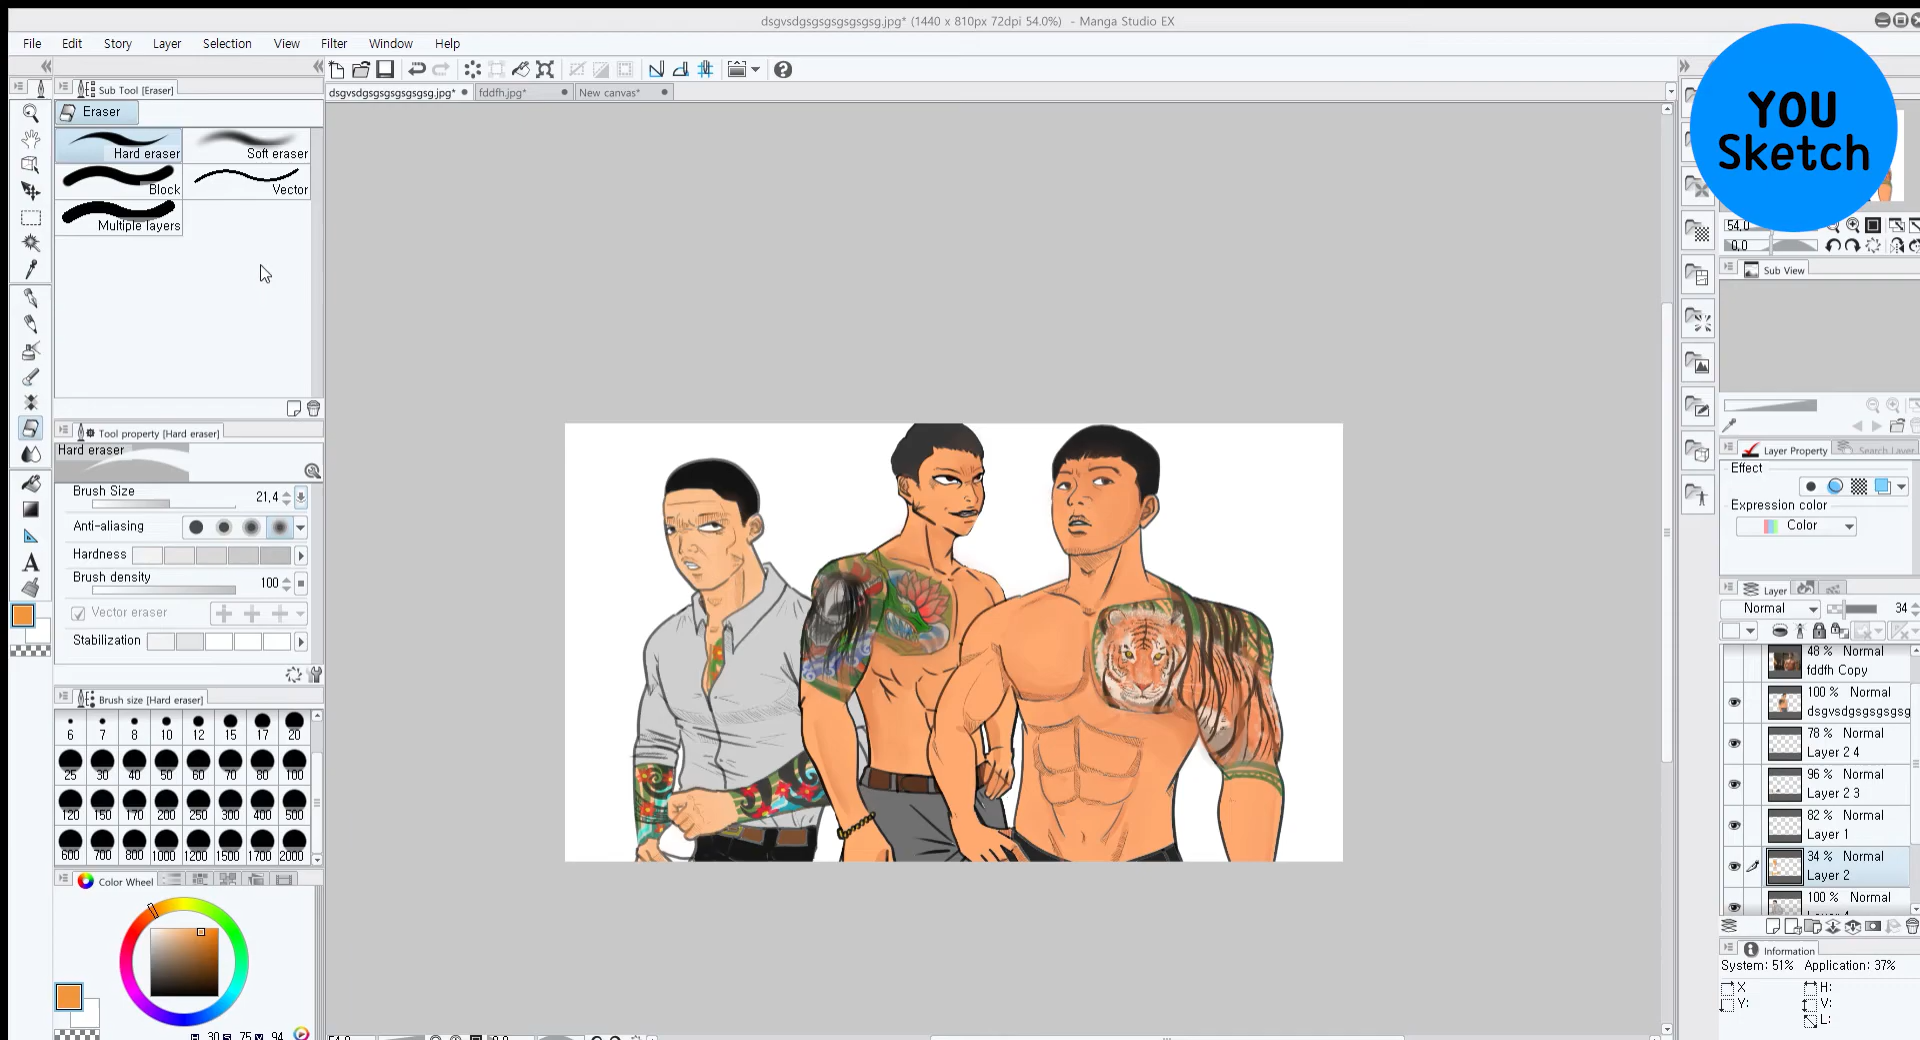 dsgvsdgsgsgsgsgsgsg.jpg* (1440 x 810px 72dpi 54.0%) - Manga Studio EX
File Edit Story Layer Selection View Filter Window Help
YOU
Sketch
Sub Tool [Eraser]
dsgvsdgsgsgsgsgsgsg.jpg* fddfh.jpg* New canvas*
Eraser
Hard eraser Soft eraser
Block Vector
Multiple layers
54.0
0.0
Sub View
Tool property [Hard eraser]
Hard eraser
Brush Size 21.4
Anti-aliasing
Hardness
Brush density 100
Vector eraser
Stabilization
Layer Property Search Layer
Effect
Expression color
Color
Layer
Normal 34
48 % Normal
fddfh Copy
100 % Normal
dsgvsdgsgsgsgsg
78 % Normal
Layer 2 4
96 % Normal
Layer 2 3
82 % Normal
Layer 1
34 % Normal
Layer 2
100 % Normal
Brush size [Hard eraser]
6 7 8 10 12 15 17 20
25 30 40 50 60 70 80 100
120 150 170 200 250 300 400 500
600 700 800 1000 1200 1500 1700 2000
Color Wheel
H 30 S 75 V 94
Information
System: 51% Application: 37%
X H:
Y: V:
L: